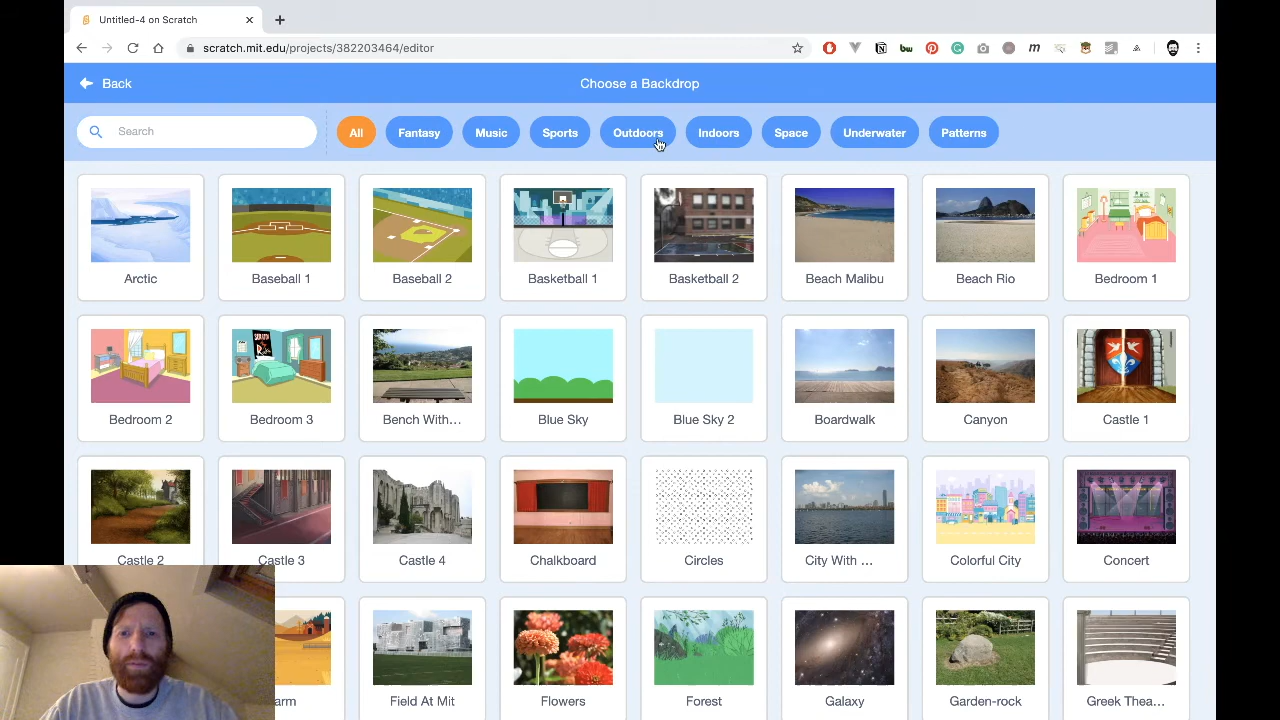 Untitled-4 on Scratch
scratch.mit.edu/projects/382203464/editor
Back
Choose a Backdrop
Search
All
Fantasy
Music
Sports
Outdoors
Indoors
Space
Underwater
Patterns
Arctic
Baseball 1
Baseball 2
Basketball 1
Basketball 2
Beach Malibu
Beach Rio
Bedroom 1
Bedroom 2
Bedroom 3
Bench With...
Blue Sky
Blue Sky 2
Boardwalk
Canyon
Castle 1
Castle 2
Castle 3
Castle 4
Chalkboard
Circles
City With ...
Colorful City
Concert
arm
Field At Mit
Flowers
Forest
Galaxy
Garden-rock
Greek Thea...